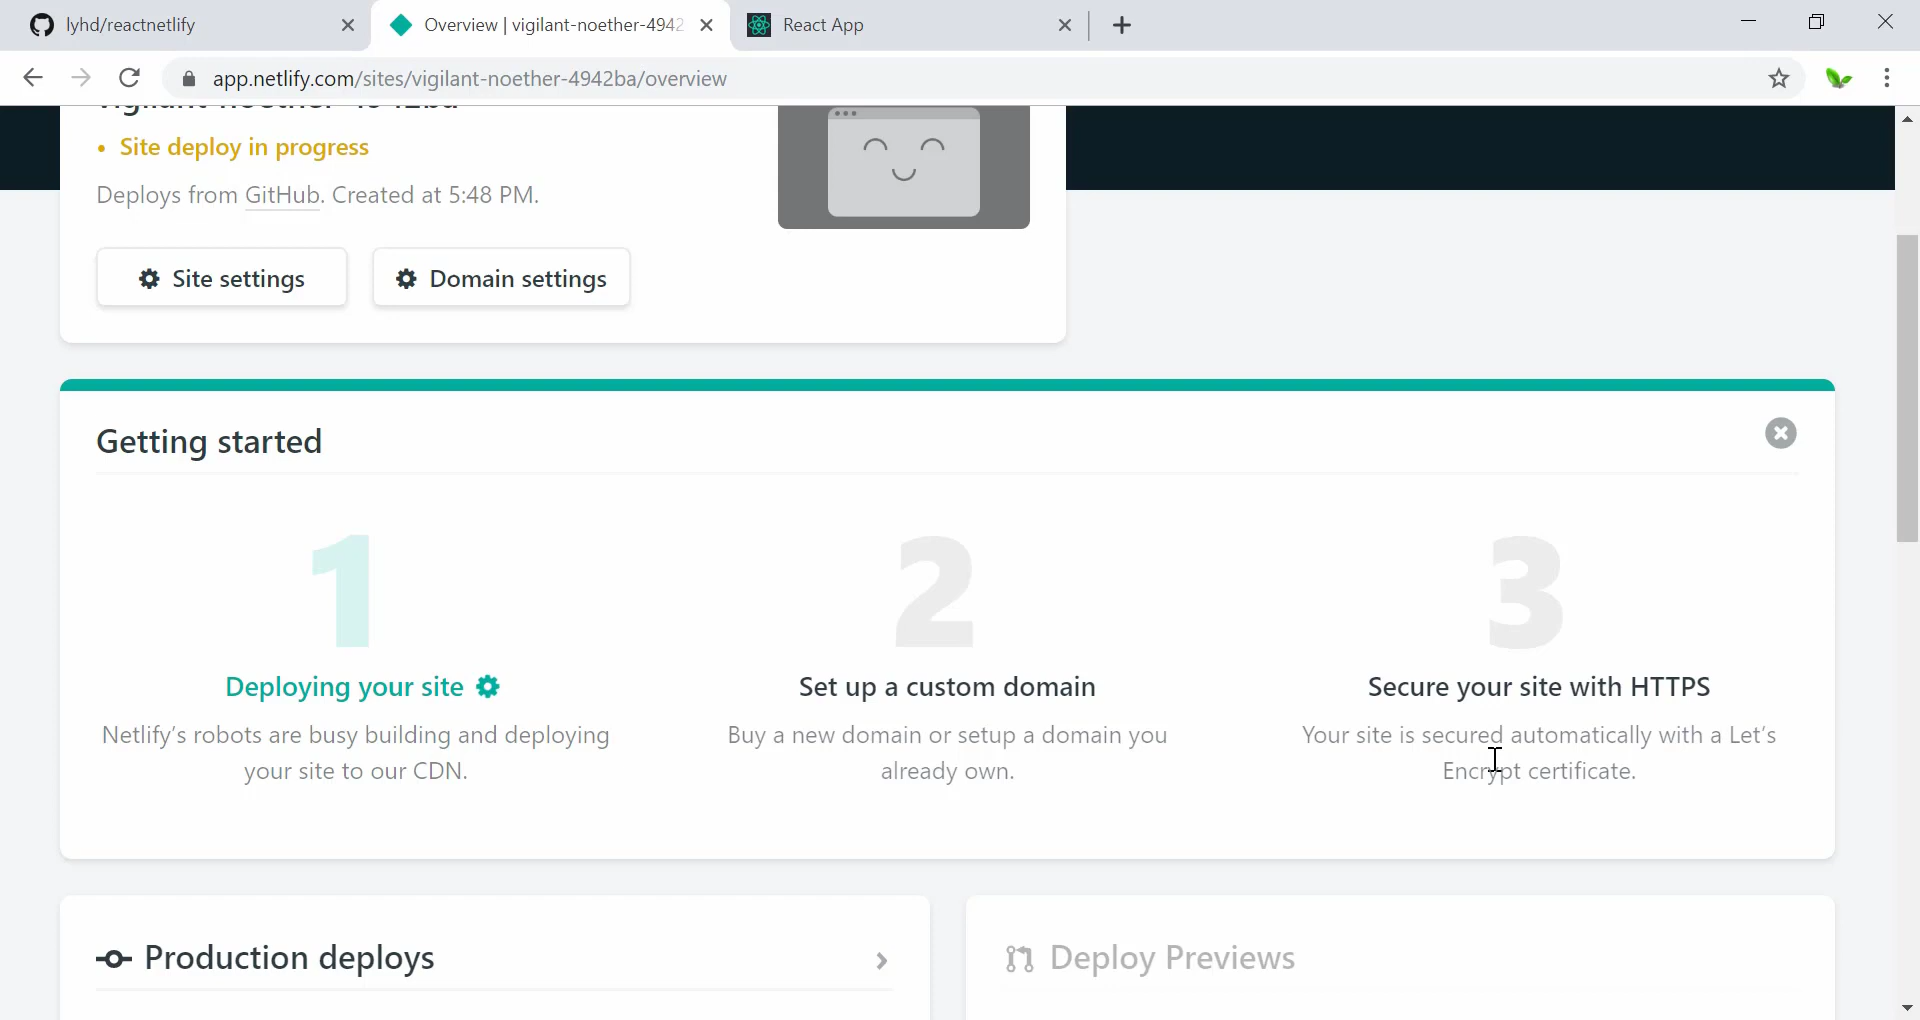 lyhd/reactnetlify
Overview | vigilant-noether-4942
React App
app.netlify.com/sites/vigilant-noether-4942ba/overview
vigilant-noether-4942ba
• Site deploy in progress
Deploys from GitHub. Created at 5:48 PM.
Site settings
Domain settings
Getting started
1
2
3
Deploying your site
Set up a custom domain
Secure your site with HTTPS
Netlify's robots are busy building and deploying
your site to our CDN.
Buy a new domain or setup a domain you
already own.
Your site is secured automatically with a Let's
Encrypt certificate.
Production deploys
Deploy Previews